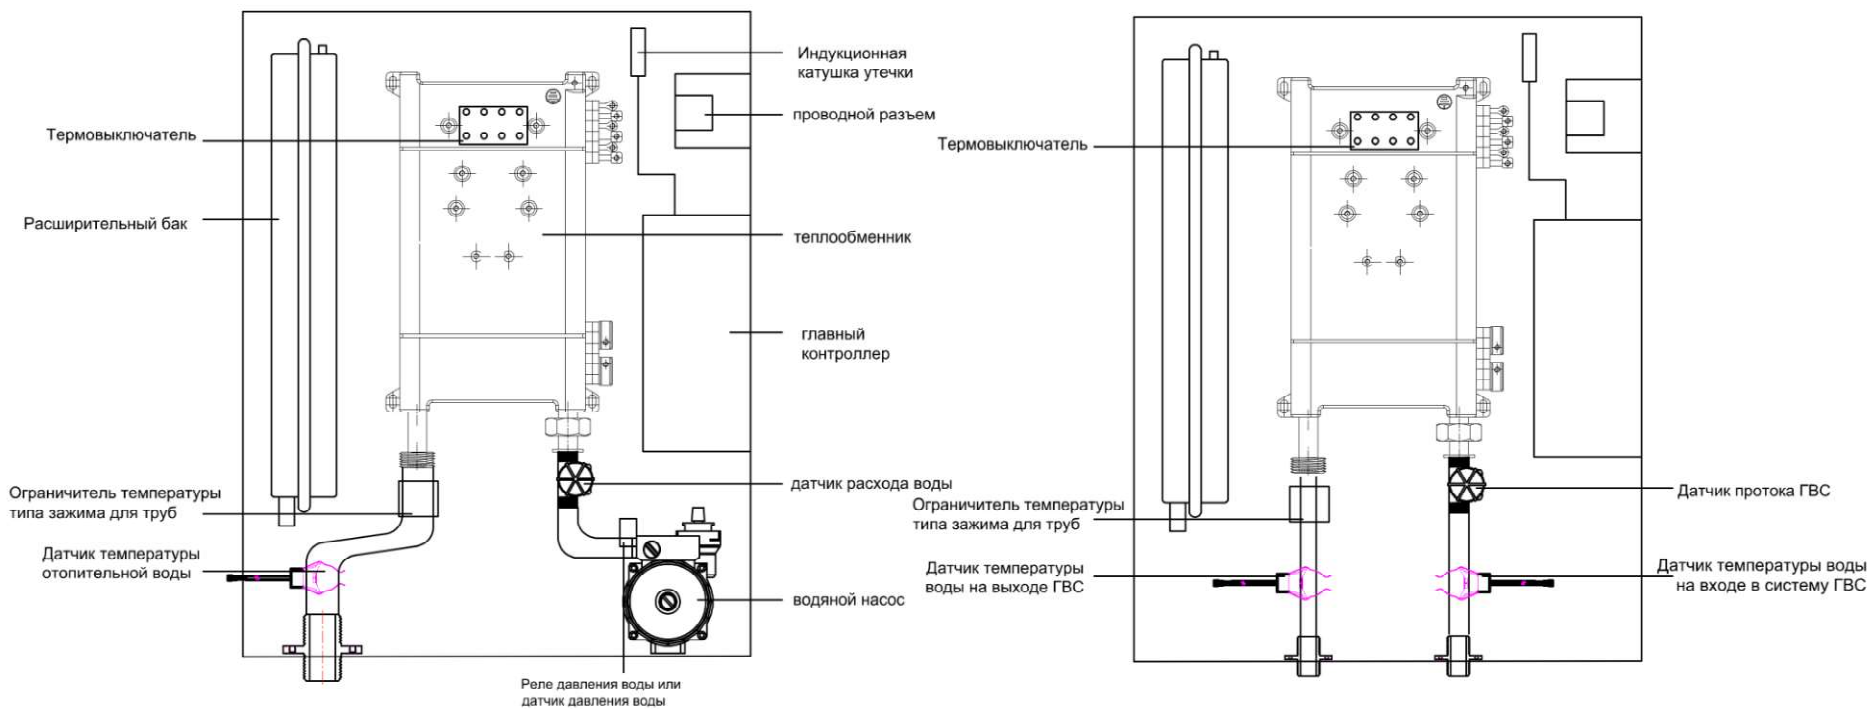 Индукционная
катушка утечки
проводной разъем
Термовыключатель
Расширительный бак
теплообменник
главный
контроллер
Ограничитель температуры
типа зажима для труб
датчик расхода воды
Датчик температуры
отопительной воды
водяной насос
Реле давления воды или
датчик давления воды
Термовыключатель
Ограничитель температуры
типа зажима для труб
Датчик протока ГВС
Датчик температуры
воды на выходе ГВС
Датчик температуры воды
на входе в систему ГВС